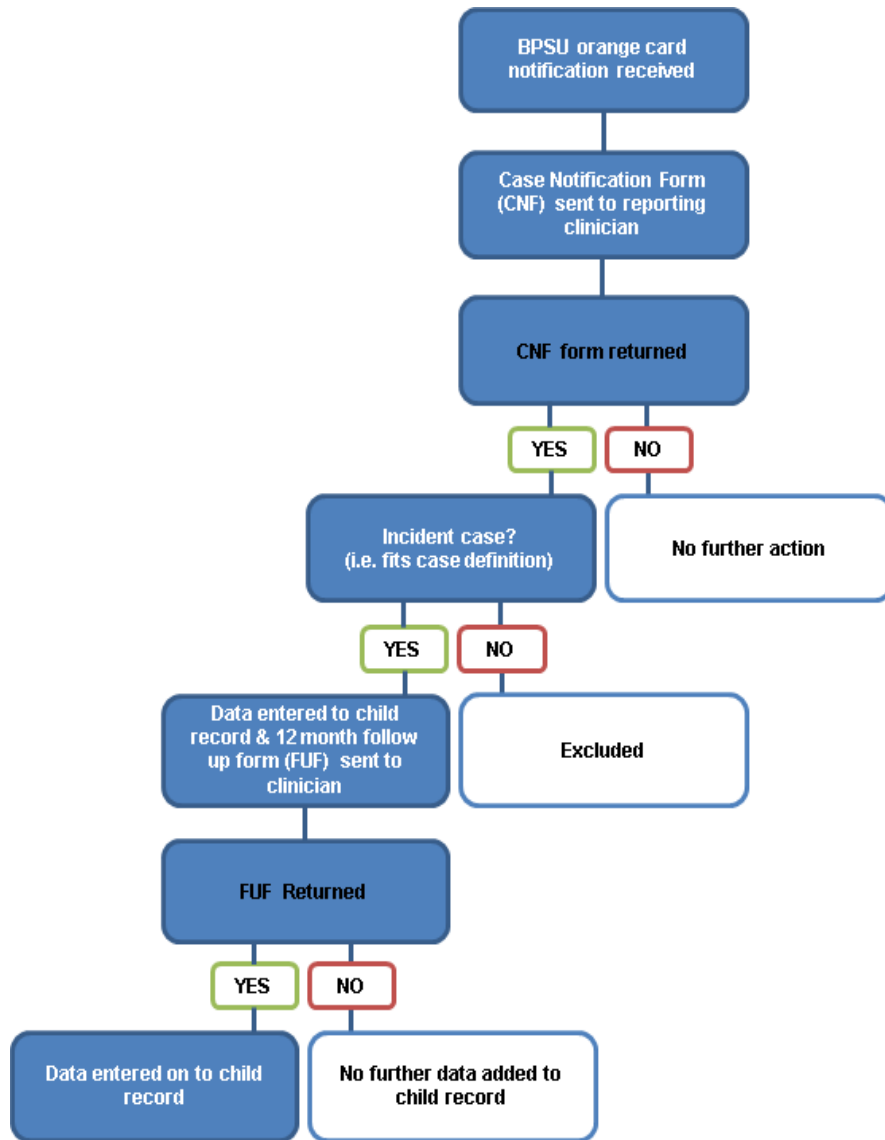 BPSU orange card
notification received
Case Notification Form
(CNF) sent to reporting
clinician
CNF form returned
YES
NO
Incident case?
(i.e. fits case definition)
No further action
YES
NO
Data entered to child
record & 12 month follow
up form (FUF) sent to
clinician
Excluded
FUF Returned
YES
NO
Data entered on to child
record
No further data added to
child record